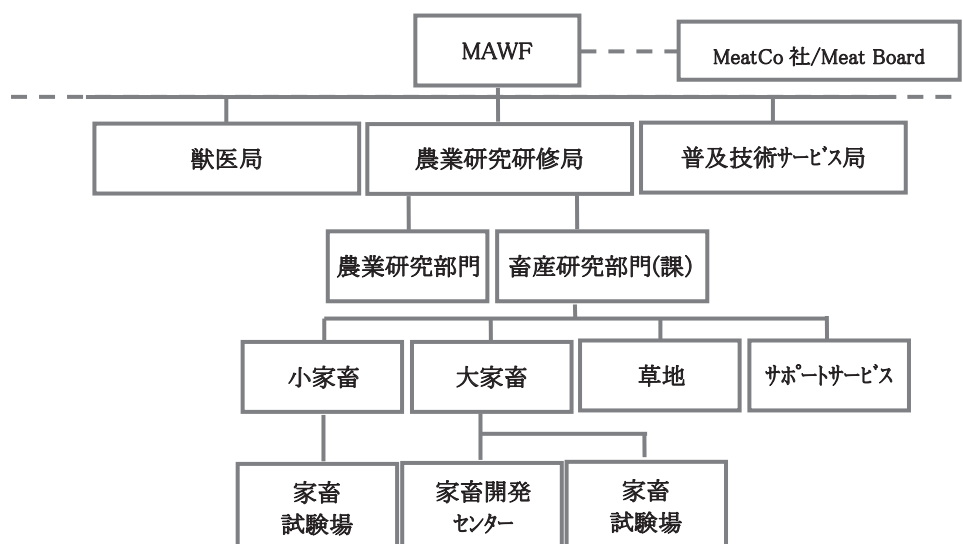 MAWF
MeatCo 社/Meat Board
獣医局
農業研究研修局
普及技術ｻｰﾋﾞｽ局
農業研究部門
畜産研究部門(課)
小家畜
大家畜
草地
ｻﾎﾟｰﾄｻｰﾋﾞｽ
家畜
試験場
家畜開発
ｾﾝﾀｰ
家畜
試験場